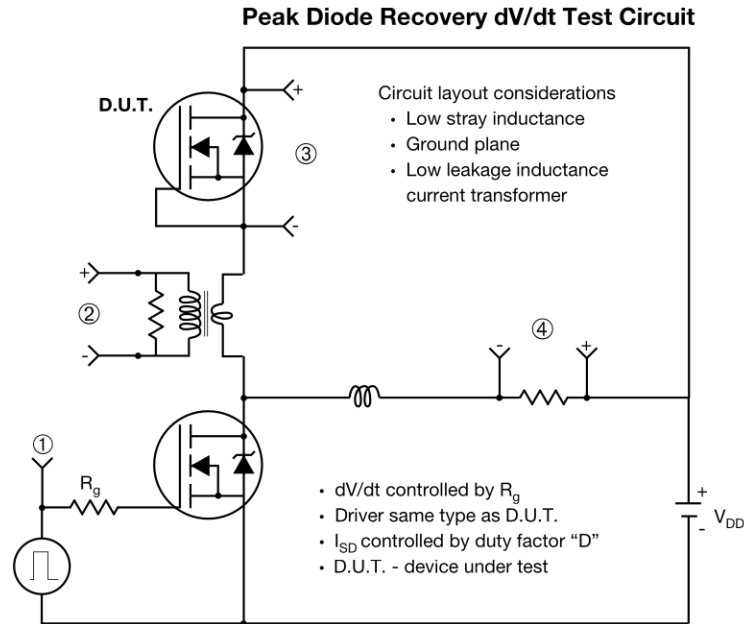 Peak Diode Recovery dV/dt Test Circuit
D.U.T.
+
-
③
Circuit layout considerations
• Low stray inductance
• Ground plane
• Low leakage inductance
current transformer
+
②
-
④
-
+
①
Rg
• dV/dt controlled by Rg
• Driver same type as D.U.T.
• ISD controlled by duty factor “D”
• D.U.T. - device under test
+
-
VDD